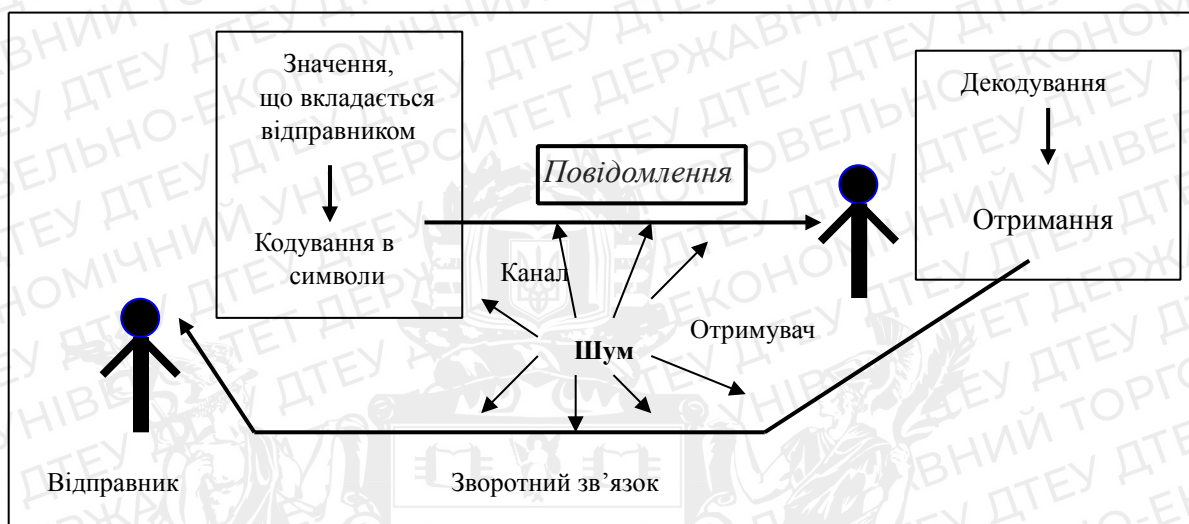 Значення,
що вкладається
відправником
Кодування в
символи
Повідомлення
Декодування
Отримання
Канал
Шум
Отримувач
Відправник
Зворотний зв’язок